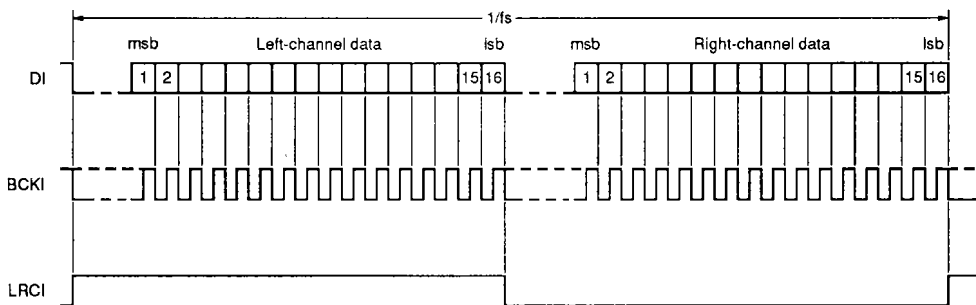 1/fs
msb Left-channel data lsb msb Right-channel data lsb
DI 1 2 15 16 1 2 15 16
BCKI
LRCI